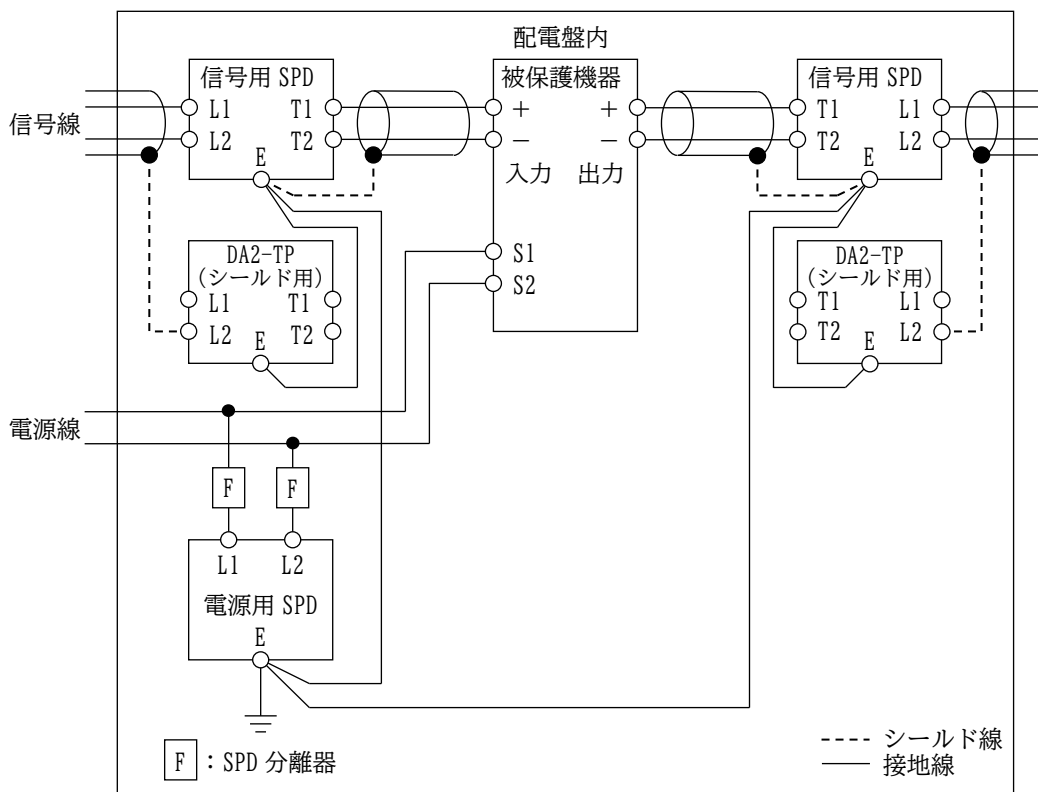 配電盤内
信号用 SPD
L1 T1
L2 T2
E
信号線
被保護機器
+ +
− −
入力 出力
S1
S2
信号用 SPD
T1 L1
T2 L2
E
DA2-TP
(シールド用)
L1 T1
L2 T2
E
DA2-TP
(シールド用)
T1 L1
T2 L2
E
電源線
F F
L1 L2
電源用 SPD
E
F : SPD 分離器
シールド線
接地線